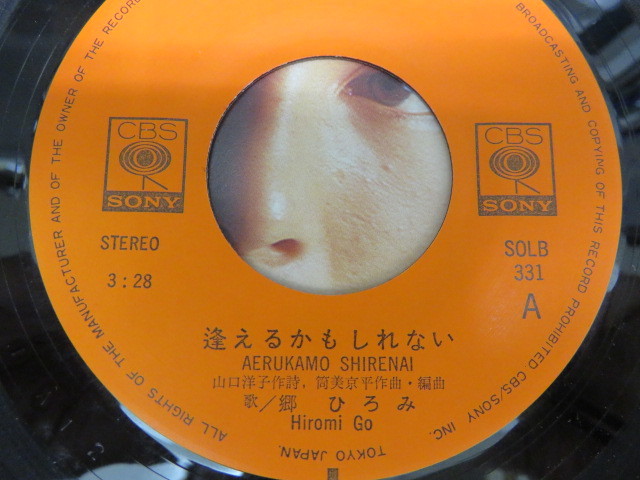 ALL RIGHTS OF THE MANUFACTURER AND OF THE OWNER OF THE RECOR
BROADCASTING AND COPYING OF THIS RECORD PROHIBITED CBS/SONY INC.
TOKYO JAPAN.
CBS
SONY
CBS
SONY
STEREO
3:28
SOLB
331
A
逢えるかもしれない
AERUKAMO SHIRENAI
山口洋子作詩, 筒美京平作曲・編曲
歌／郷 ひろみ
Hiromi Go